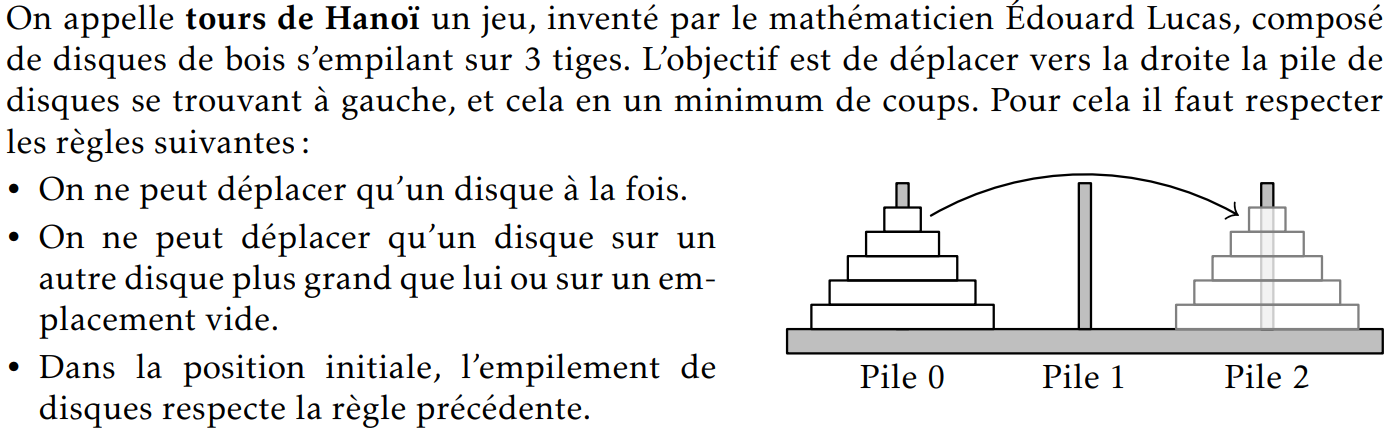 On appelle tours de Hanoï un jeu, inventé par le mathématicien Édouard Lucas, composé
de disques de bois s’empilant sur 3 tiges. L’objectif est de déplacer vers la droite la pile de
disques se trouvant à gauche, et cela en un minimum de coups. Pour cela il faut respecter
les règles suivantes :
• On ne peut déplacer qu’un disque à la fois.
• On ne peut déplacer qu’un disque sur un
autre disque plus grand que lui ou sur un em-
placement vide.
• Dans la position initiale, l’empilement de
disques respecte la règle précédente.
Pile 0 Pile 1 Pile 2